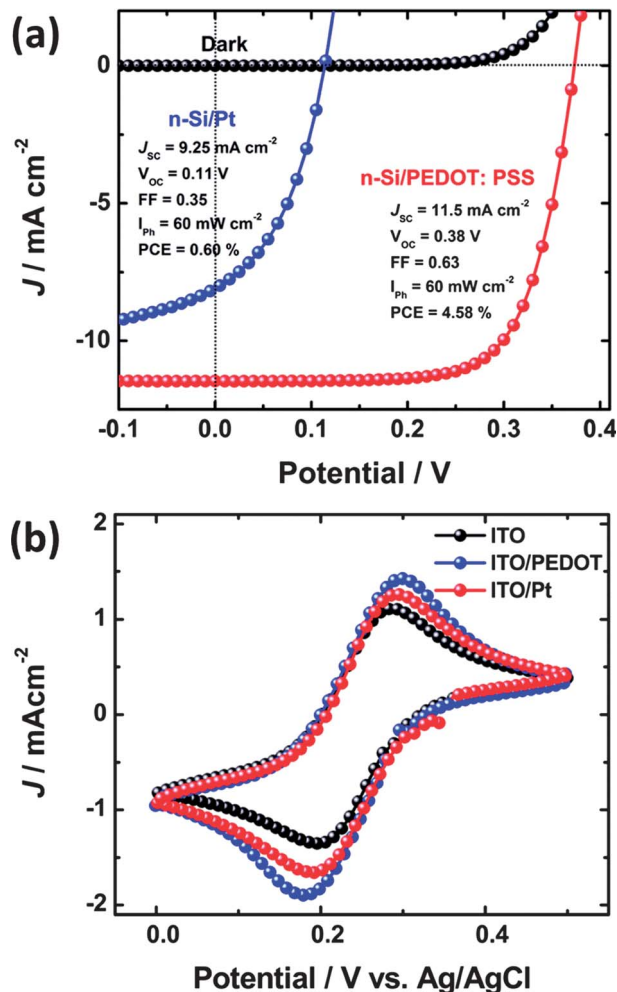 (a)
Dark
n-Si/Pt
J_SC = 9.25 mA cm⁻²
V_OC = 0.11 V
FF = 0.35
I_Ph = 60 mW cm⁻²
PCE = 0.60 %
n-Si/PEDOT: PSS
J_SC = 11.5 mA cm⁻²
V_OC = 0.38 V
FF = 0.63
I_Ph = 60 mW cm⁻²
PCE = 4.58 %
J / mA cm⁻²
0
-5
-10
-0.1 0.0 0.1 0.2 0.3 0.4
Potential / V
(b)
ITO
ITO/PEDOT
ITO/Pt
J / mAcm⁻²
2
1
0
-1
-2
0.0 0.2 0.4
Potential / V vs. Ag/AgCl